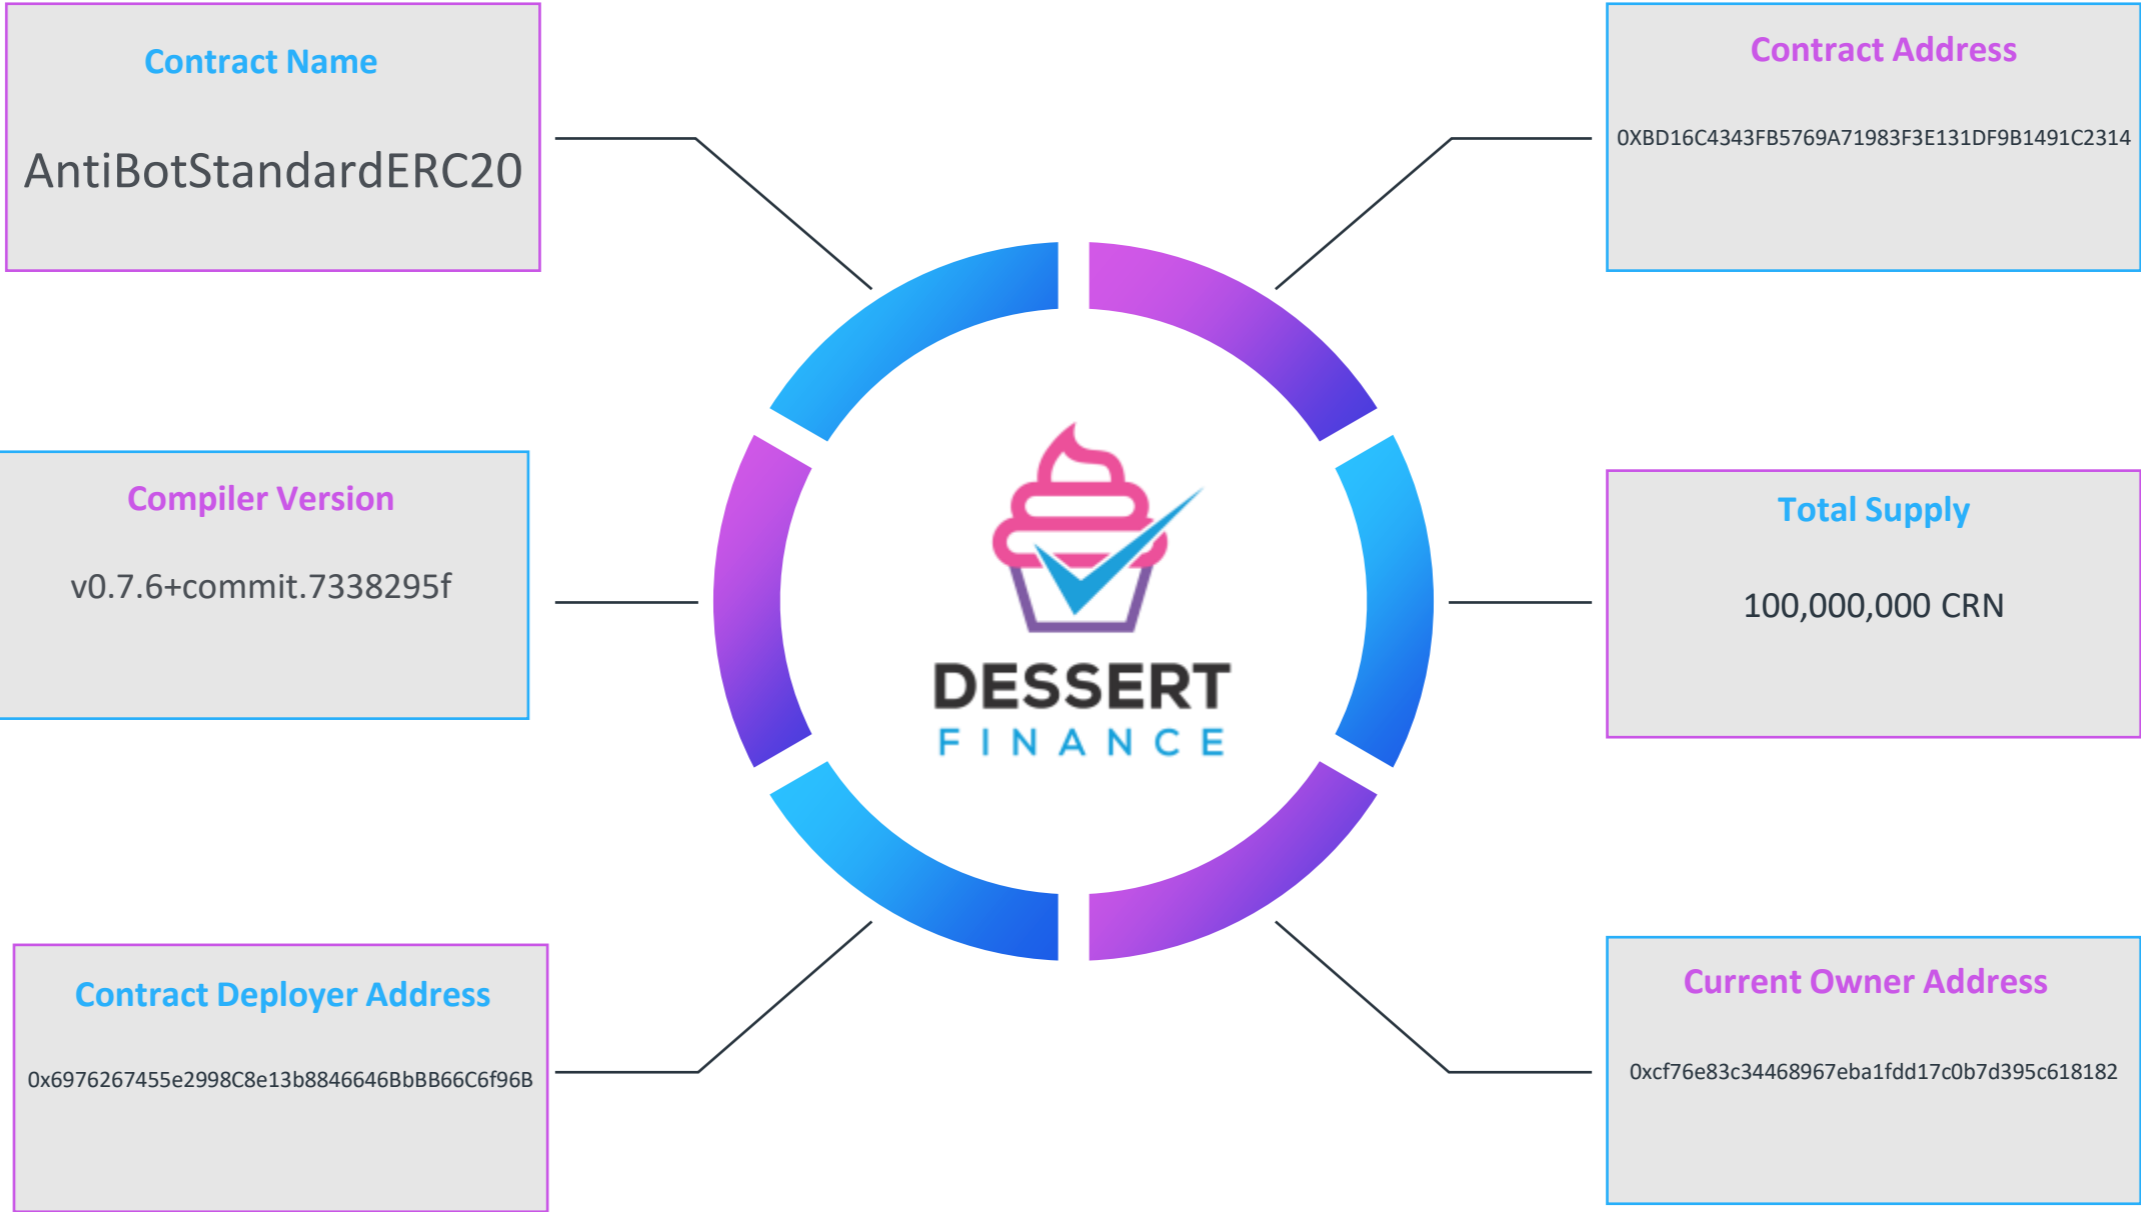 Contract Name
AntiBotStandardERC20
Contract Address
0XBD16C4343FB5769A71983F3E131DF9B1491C2314
Compiler Version
v0.7.6+commit.7338295f
DESSERT
FINANCE
Total Supply
100,000,000 CRN
Contract Deployer Address
0x6976267455e2998C8e13b8846646BbBB66C6f96B
Current Owner Address
0xcf76e83c34468967eba1fdd17c0b7d395c618182